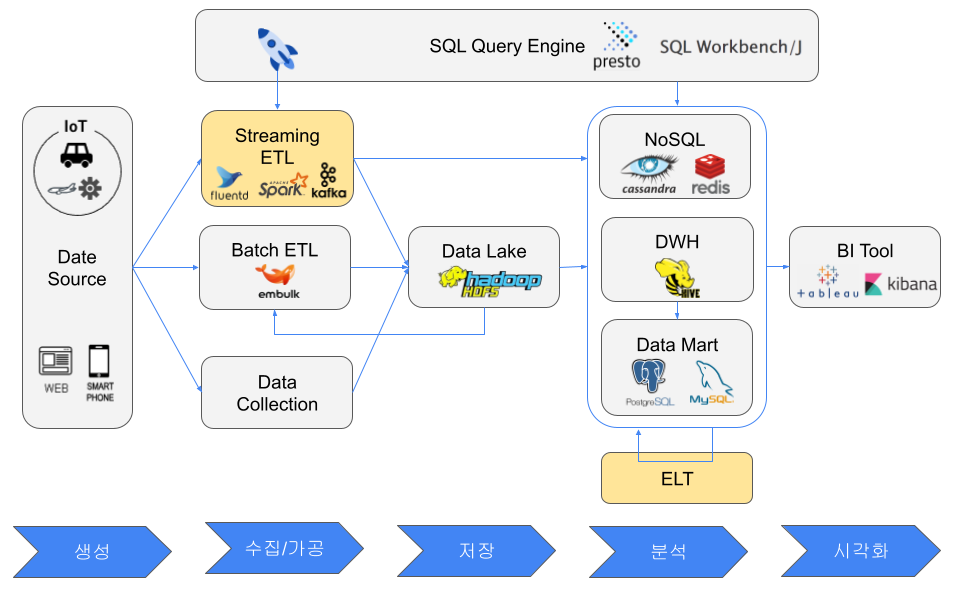 SQL Query Engine
presto
SQL Workbench/J
IoT
Date
Source
WEB
SMART
PHONE
Streaming
ETL
fluentd
APACHE
Spark
kafka
Batch ETL
embulk
Data
Collection
Data Lake
hadoop
HDFS
NoSQL
cassandra
redis
DWH
HIVE
Data Mart
PostgreSQL
MySQL
ELT
BI Tool
+ableau
kibana
생성
수집/가공
저장
분석
시각화